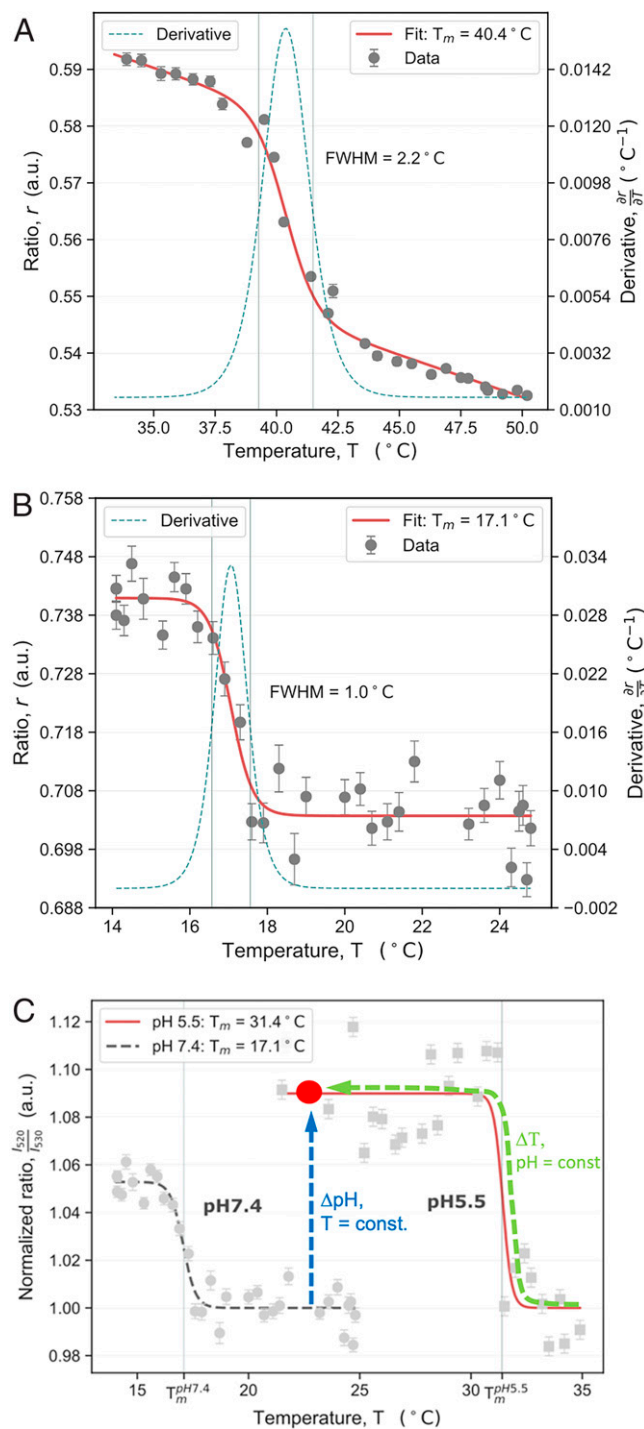 A
Derivative
Fit: Tm = 40.4 °C
Data
FWHM = 2.2 °C
0.59
0.58
0.57
0.56
0.55
0.54
0.53
Ratio, r (a.u.)
0.0142
0.0120
0.0098
0.0076
0.0054
0.0032
0.0010
Derivative, ∂r/∂T (°C⁻¹)
35.0 37.5 40.0 42.5 45.0 47.5 50.0
Temperature, T (°C)
B
Derivative
Fit: Tm = 17.1 °C
Data
FWHM = 1.0 °C
0.758
0.748
0.738
0.728
0.718
0.708
0.698
0.688
Ratio, r (a.u.)
0.034
0.028
0.022
0.016
0.010
0.004
−0.002
Derivative, ∂r/∂T (°C⁻¹)
14 16 18 20 22 24
Temperature, T (°C)
C
pH 5.5: Tm = 31.4 °C
pH 7.4: Tm = 17.1 °C
1.12
1.10
1.08
1.06
1.04
1.02
1.00
0.98
Normalized ratio, I520/I530 (a.u.)
pH7.4
ΔpH,
T = const.
pH5.5
ΔT,
pH = const
15 Tm^pH7.4 20 25 30 Tm^pH5.5 35
Temperature, T (°C)